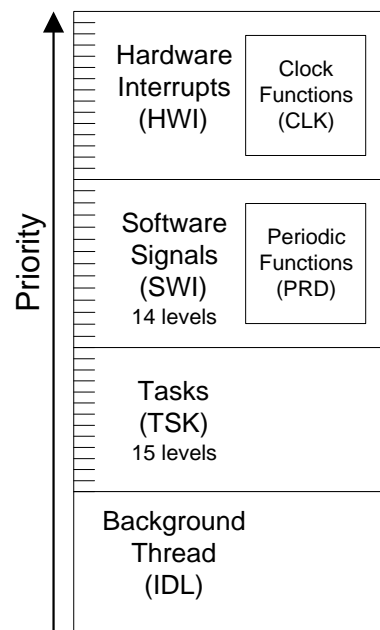 Priority
Hardware
Interrupts
(HWI)
Clock
Functions
(CLK)
Software
Signals
(SWI)
14 levels
Periodic
Functions
(PRD)
Tasks
(TSK)
15 levels
Background
Thread
(IDL)